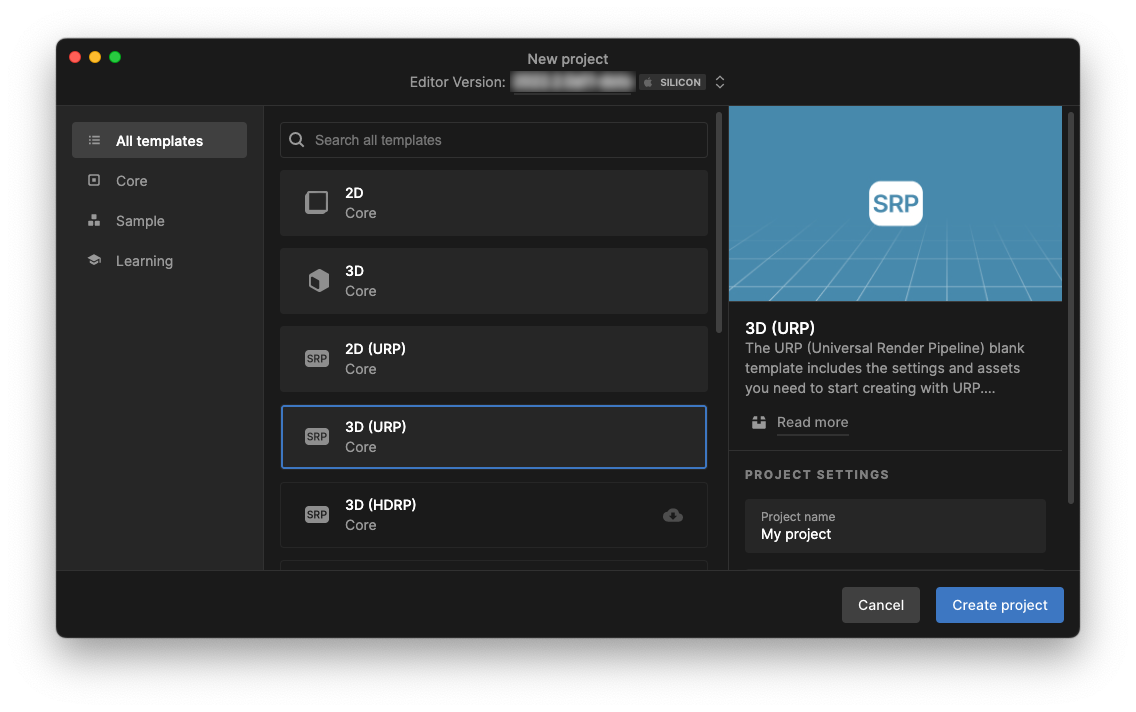 New project
Editor Version:
SILICON
All templates
Core
Sample
Learning
Search all templates
2D
Core
3D
Core
SRP
2D (URP)
Core
SRP
3D (URP)
Core
SRP
3D (HDRP)
Core
SRP
3D (URP)
The URP (Universal Render Pipeline) blank
template includes the settings and assets
you need to start creating with URP....
Read more
PROJECT SETTINGS
Project name
My project
Cancel
Create project